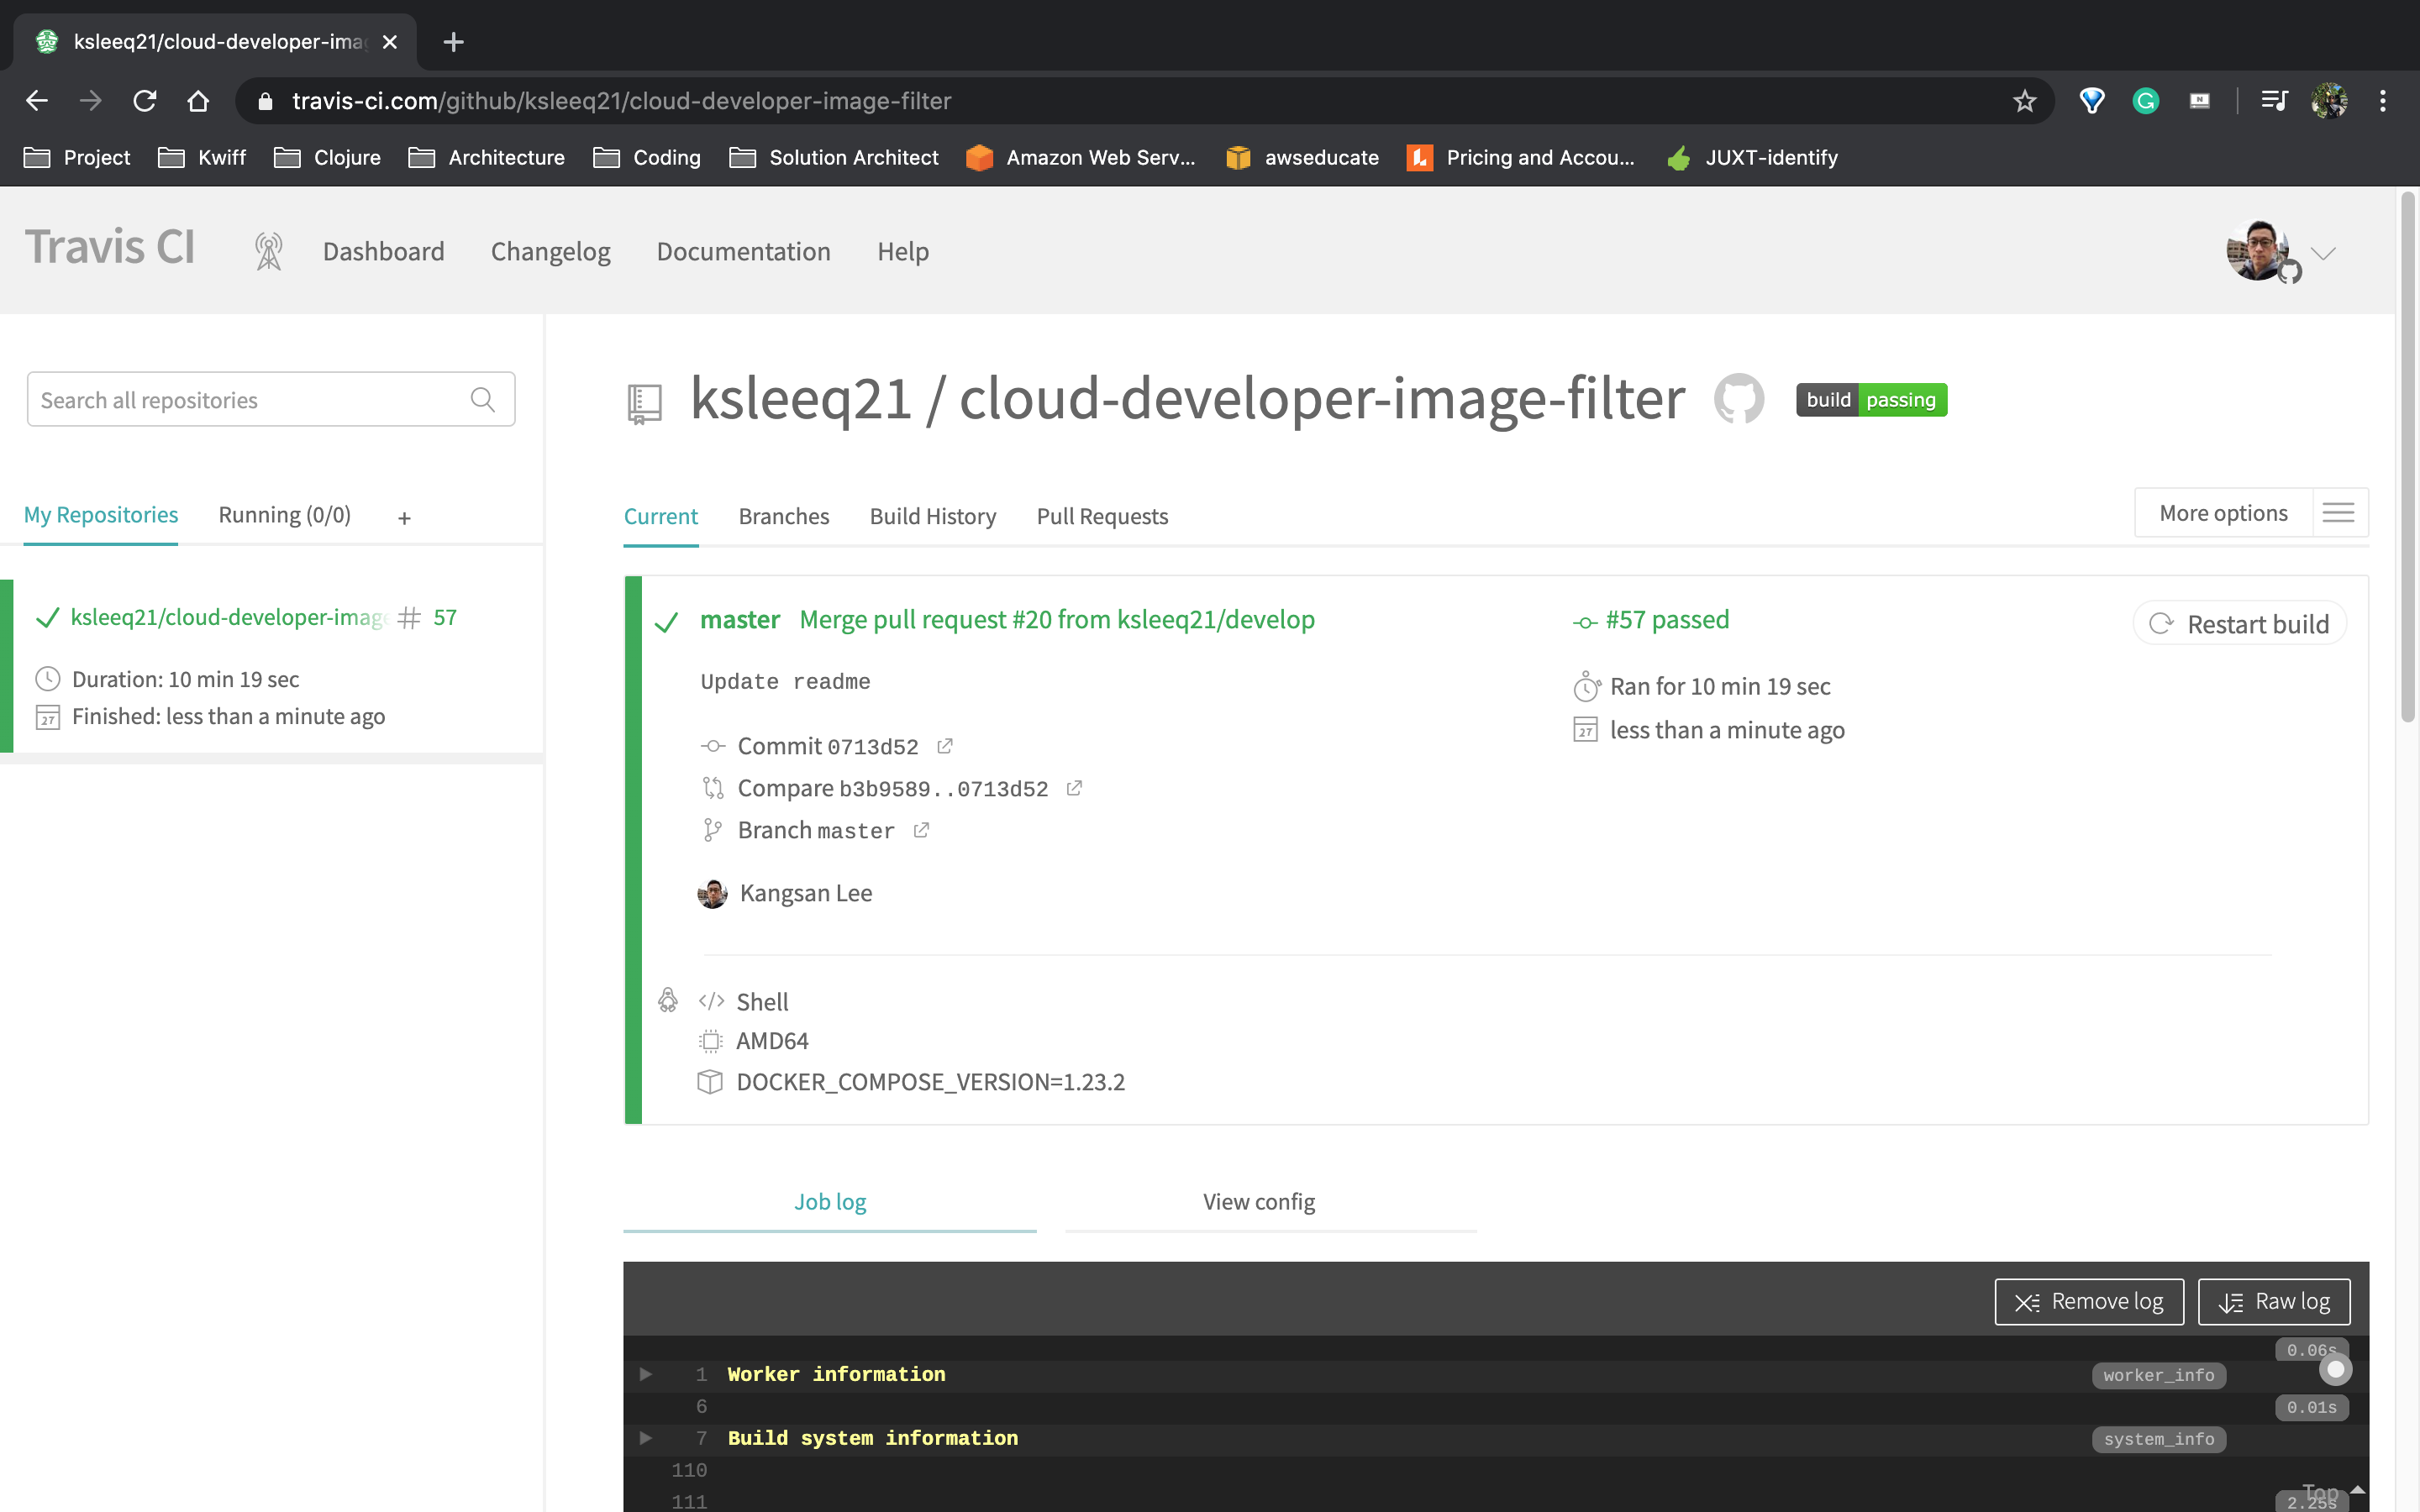 ksleeq21/cloud-developer-ima
travis-ci.com/github/ksleeq21/cloud-developer-image-filter
Project Kwiff Clojure Architecture Coding Solution Architect Amazon Web Serv... awseducate Pricing and Accou... JUXT-identify
Travis CI Dashboard Changelog Documentation Help
Search all repositories
My Repositories Running (0/0) +
ksleeq21/cloud-developer-image # 57
Duration: 10 min 19 sec
27 Finished: less than a minute ago
ksleeq21 / cloud-developer-image-filter build passing
Current Branches Build History Pull Requests More options
master Merge pull request #20 from ksleeq21/develop
Update readme
Commit 0713d52
Compare b3b9589..0713d52
Branch master
Kangsan Lee
#57 passed
Ran for 10 min 19 sec
27 less than a minute ago
Restart build
</> Shell
AMD64
DOCKER_COMPOSE_VERSION=1.23.2
Job log View config
Remove log Raw log
0.06s
1 Worker information worker_info
6 0.01s
7 Build system information system_info
110
111 2.25s
Top